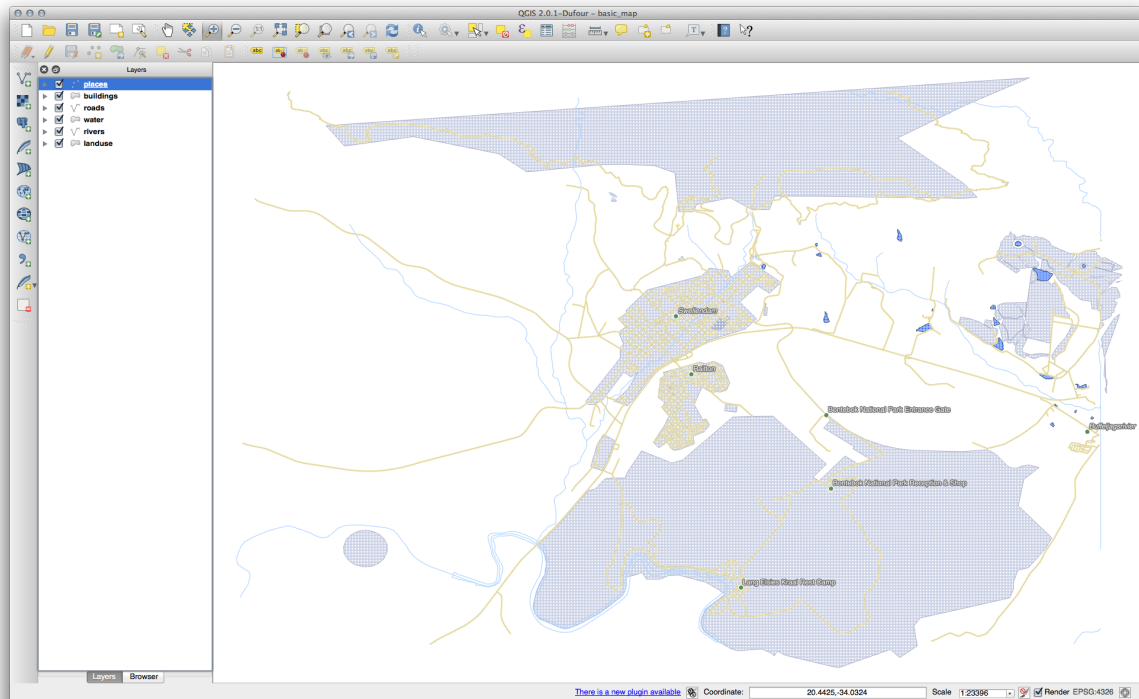 QGIS 2.0.1-Dufour - basic_map
Layers
places
buildings
roads
water
rivers
landuse
Swellendam
Railton
Bontebok National Park Entrance Gate
Buffeljagsrivier
Bontebok National Park Reception & Shop
Lang Elsies Kraal Rest Camp
Layers Browser
There is a new plugin available Coordinate: 20.4425,-34.0324 Scale 1:23396 Render EPSG:4326